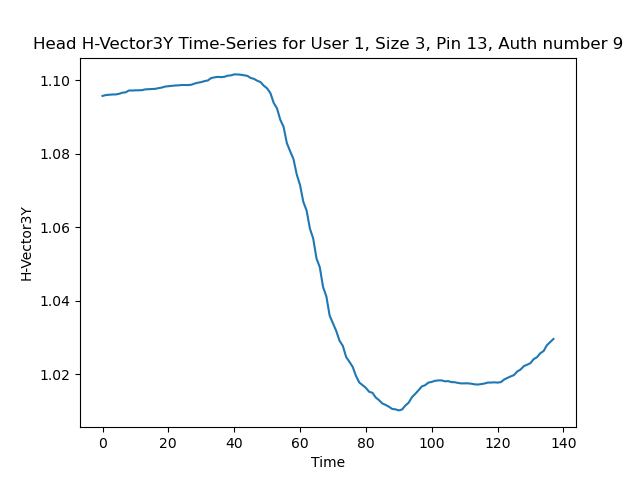 Head H-Vector3Y Time-Series for User 1, Size 3, Pin 13, Auth number 9
1.10
1.08
1.06
1.04
1.02
H-Vector3Y
0 20 40 60 80 100 120 140
Time